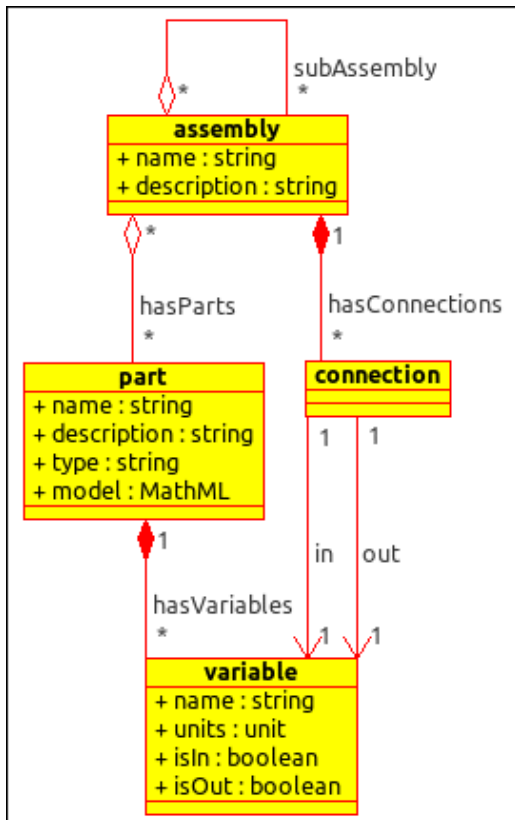 subAssembly
* *
assembly
+ name : string
+ description : string
* 1
hasParts hasConnections
* *
part
+ name : string
+ description : string
+ type : string
+ model : MathML
connection
1 1
1
in out
hasVariables
*
1 1
variable
+ name : string
+ units : unit
+ isIn : boolean
+ isOut : boolean